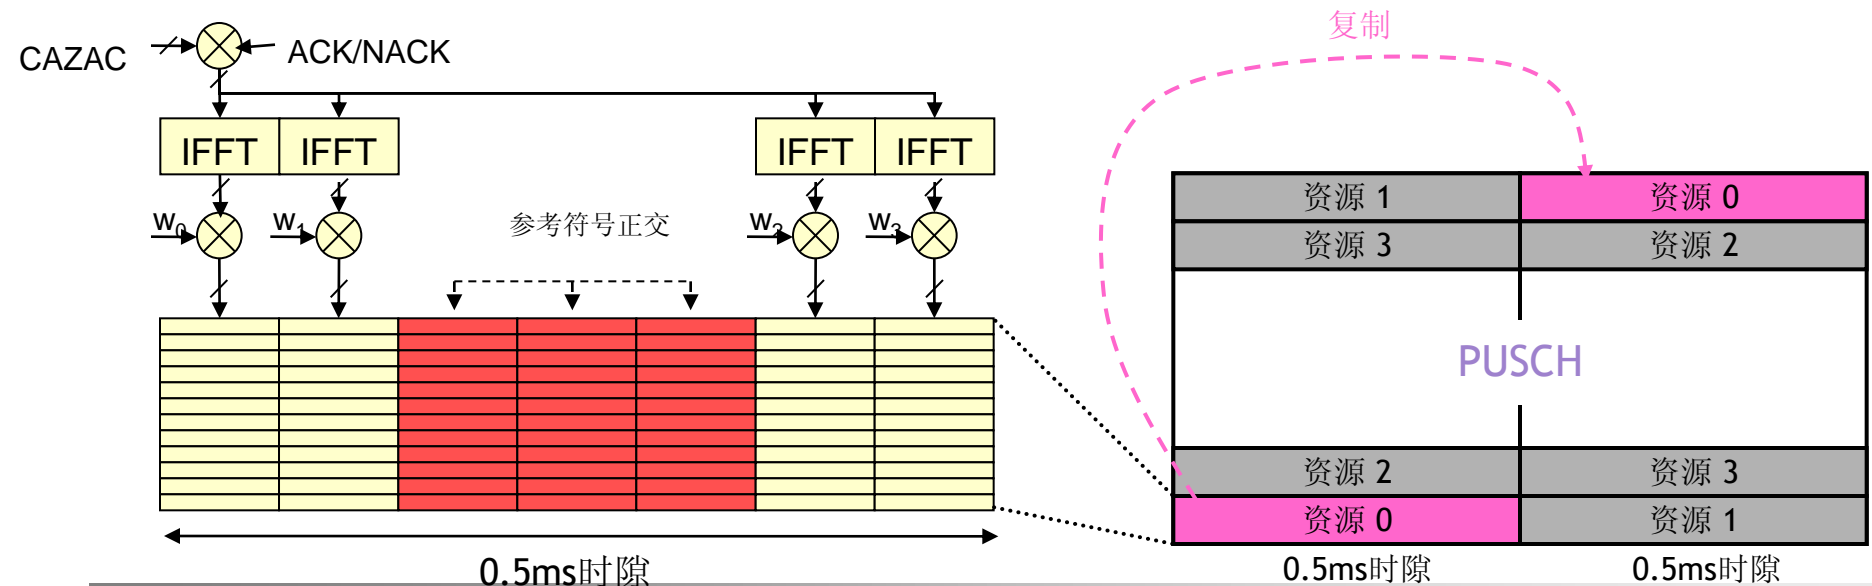 复制
CAZAC
ACK/NACK
IFFT
IFFT
IFFT
IFFT
w0
w1
参考符号正交
w2
w3
资源 1
资源 0
资源 3
资源 2
PUSCH
资源 2
资源 3
资源 0
资源 1
0.5ms时隙
0.5ms时隙
0.5ms时隙